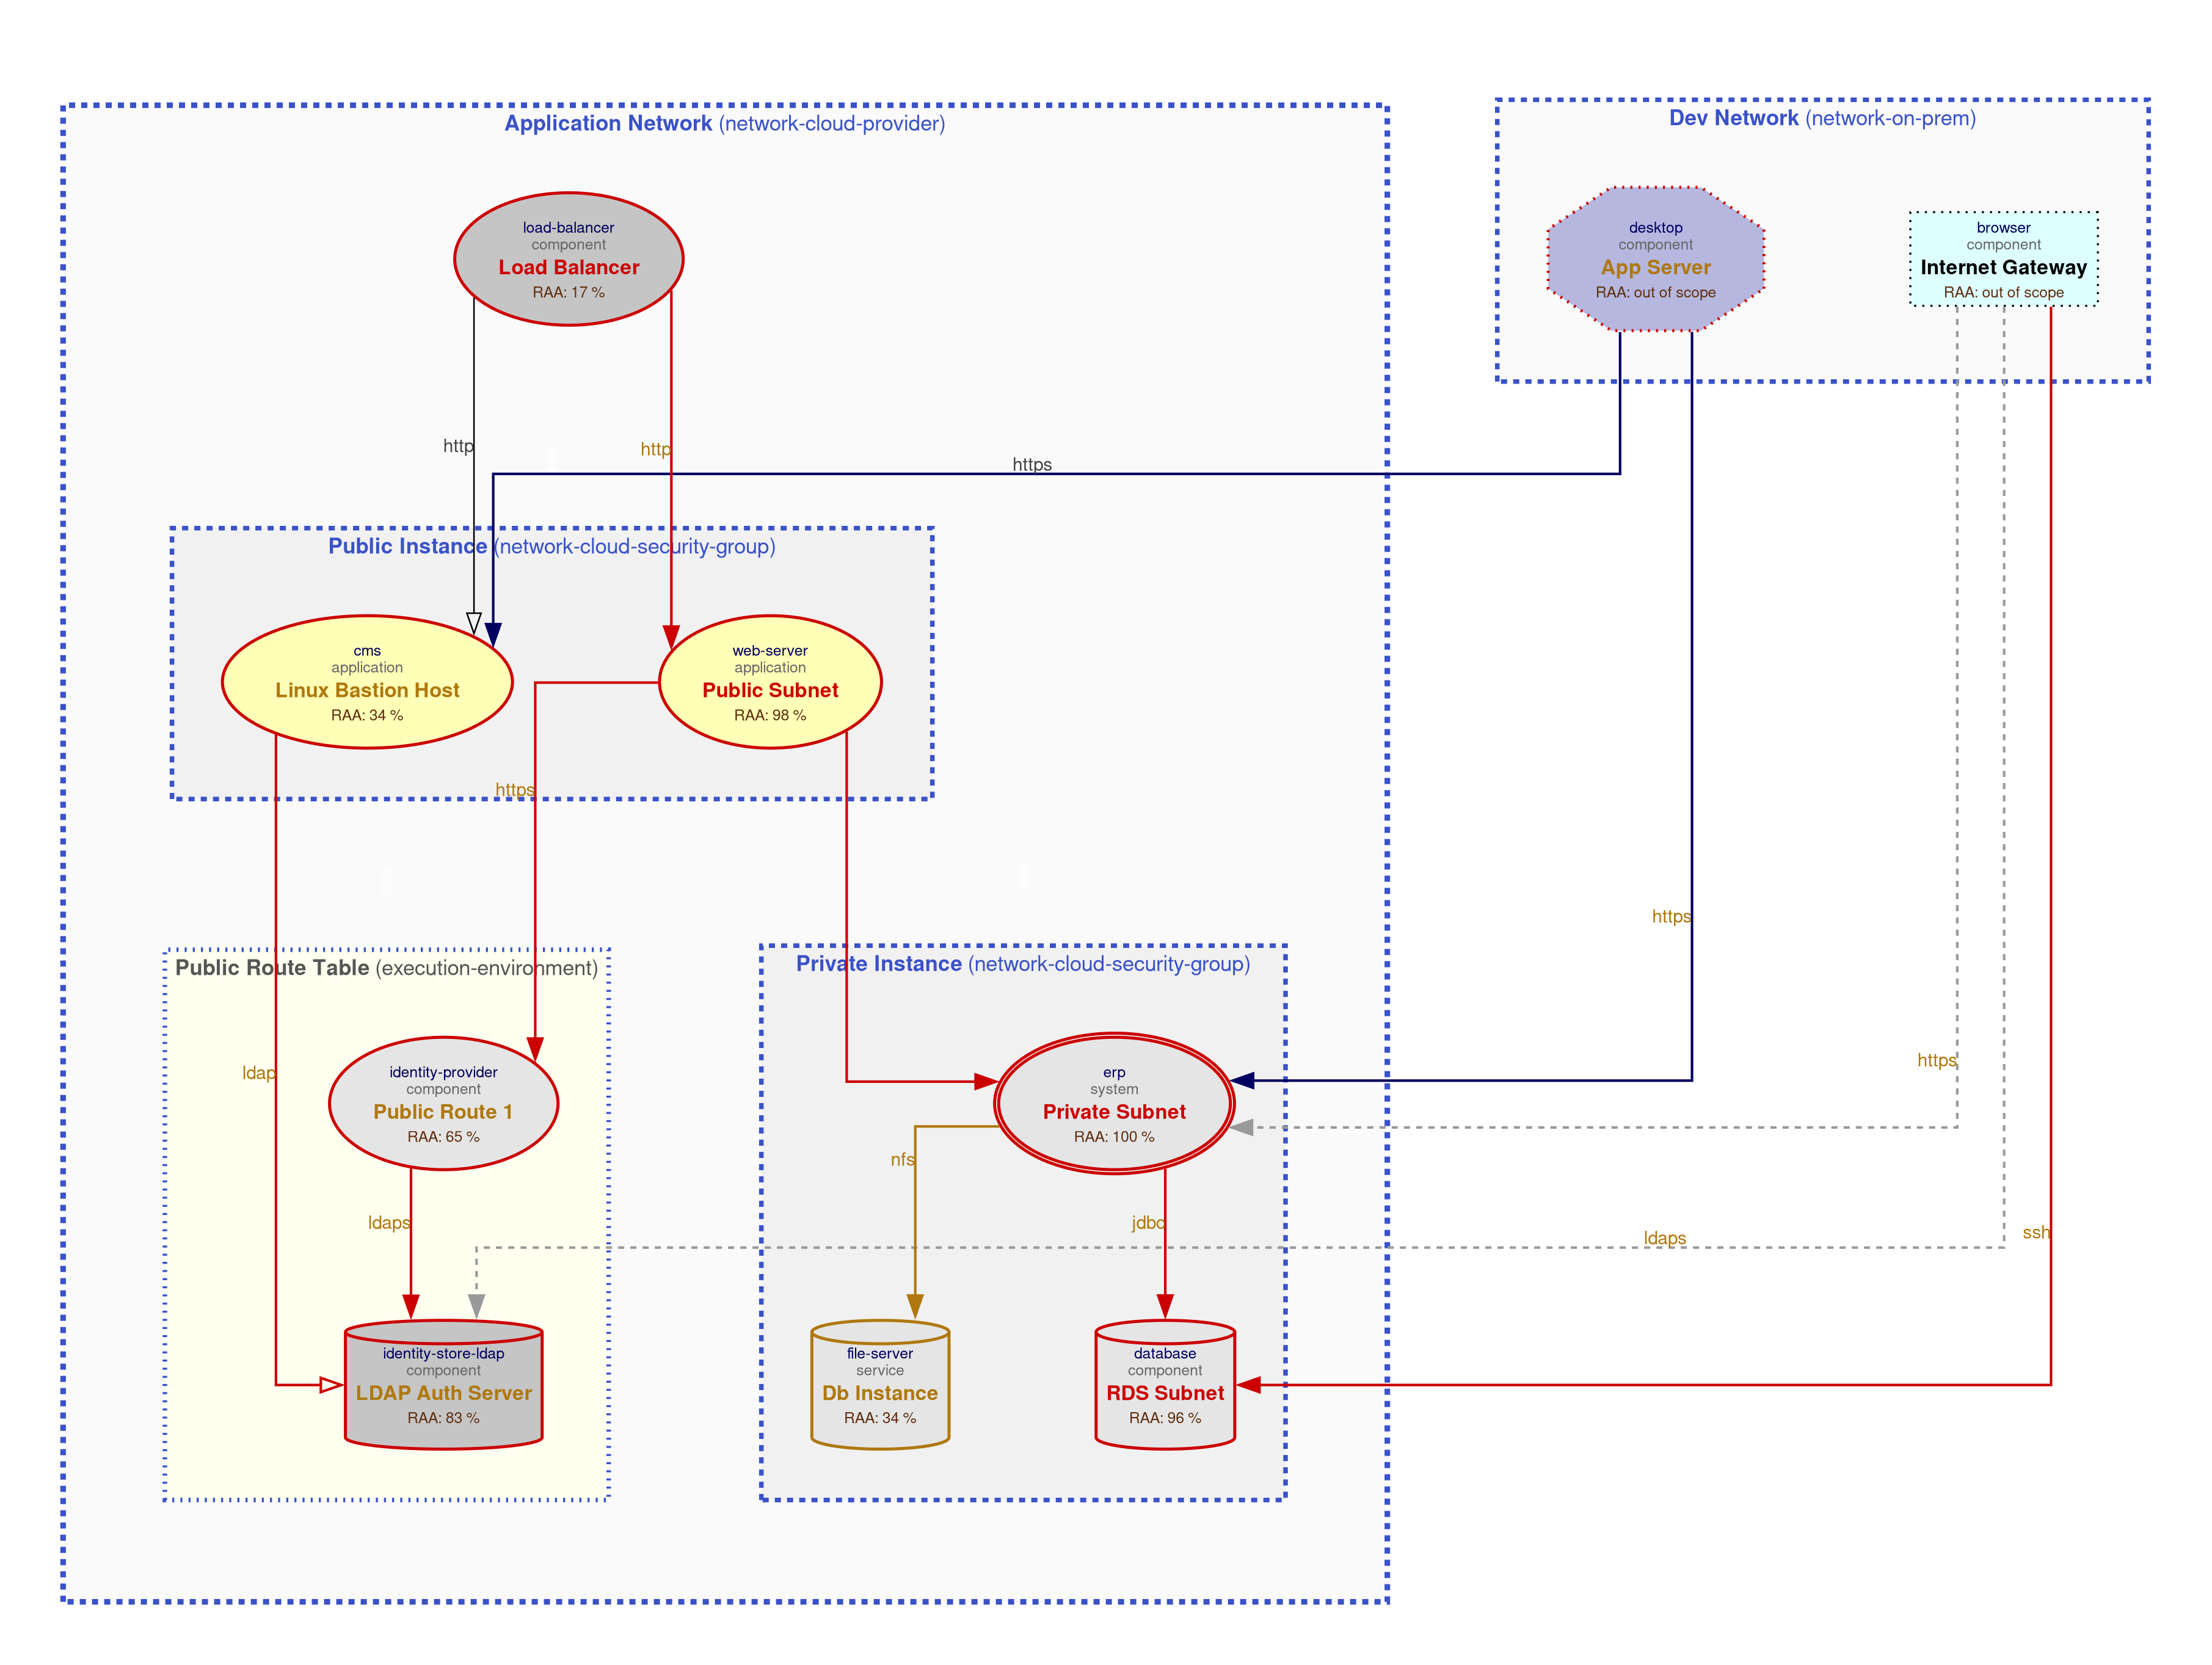 Application Network (network-cloud-provider)
Dev Network (network-on-prem)
load-balancer
component
Load Balancer
RAA: 17 %
desktop
component
App Server
RAA: out of scope
browser
component
Internet Gateway
RAA: out of scope
http
http
https
Public Instance (network-cloud-security-group)
cms
application
Linux Bastion Host
RAA: 34 %
web-server
application
Public Subnet
RAA: 98 %
https
https
Public Route Table (execution-environment)
Private Instance (network-cloud-security-group)
ldap
identity-provider
component
Public Route 1
RAA: 65 %
erp
system
Private Subnet
RAA: 100 %
https
nfs
ldaps
jdbc
ldaps
ssh
identity-store-ldap
component
LDAP Auth Server
RAA: 83 %
file-server
service
Db Instance
RAA: 34 %
database
component
RDS Subnet
RAA: 96 %